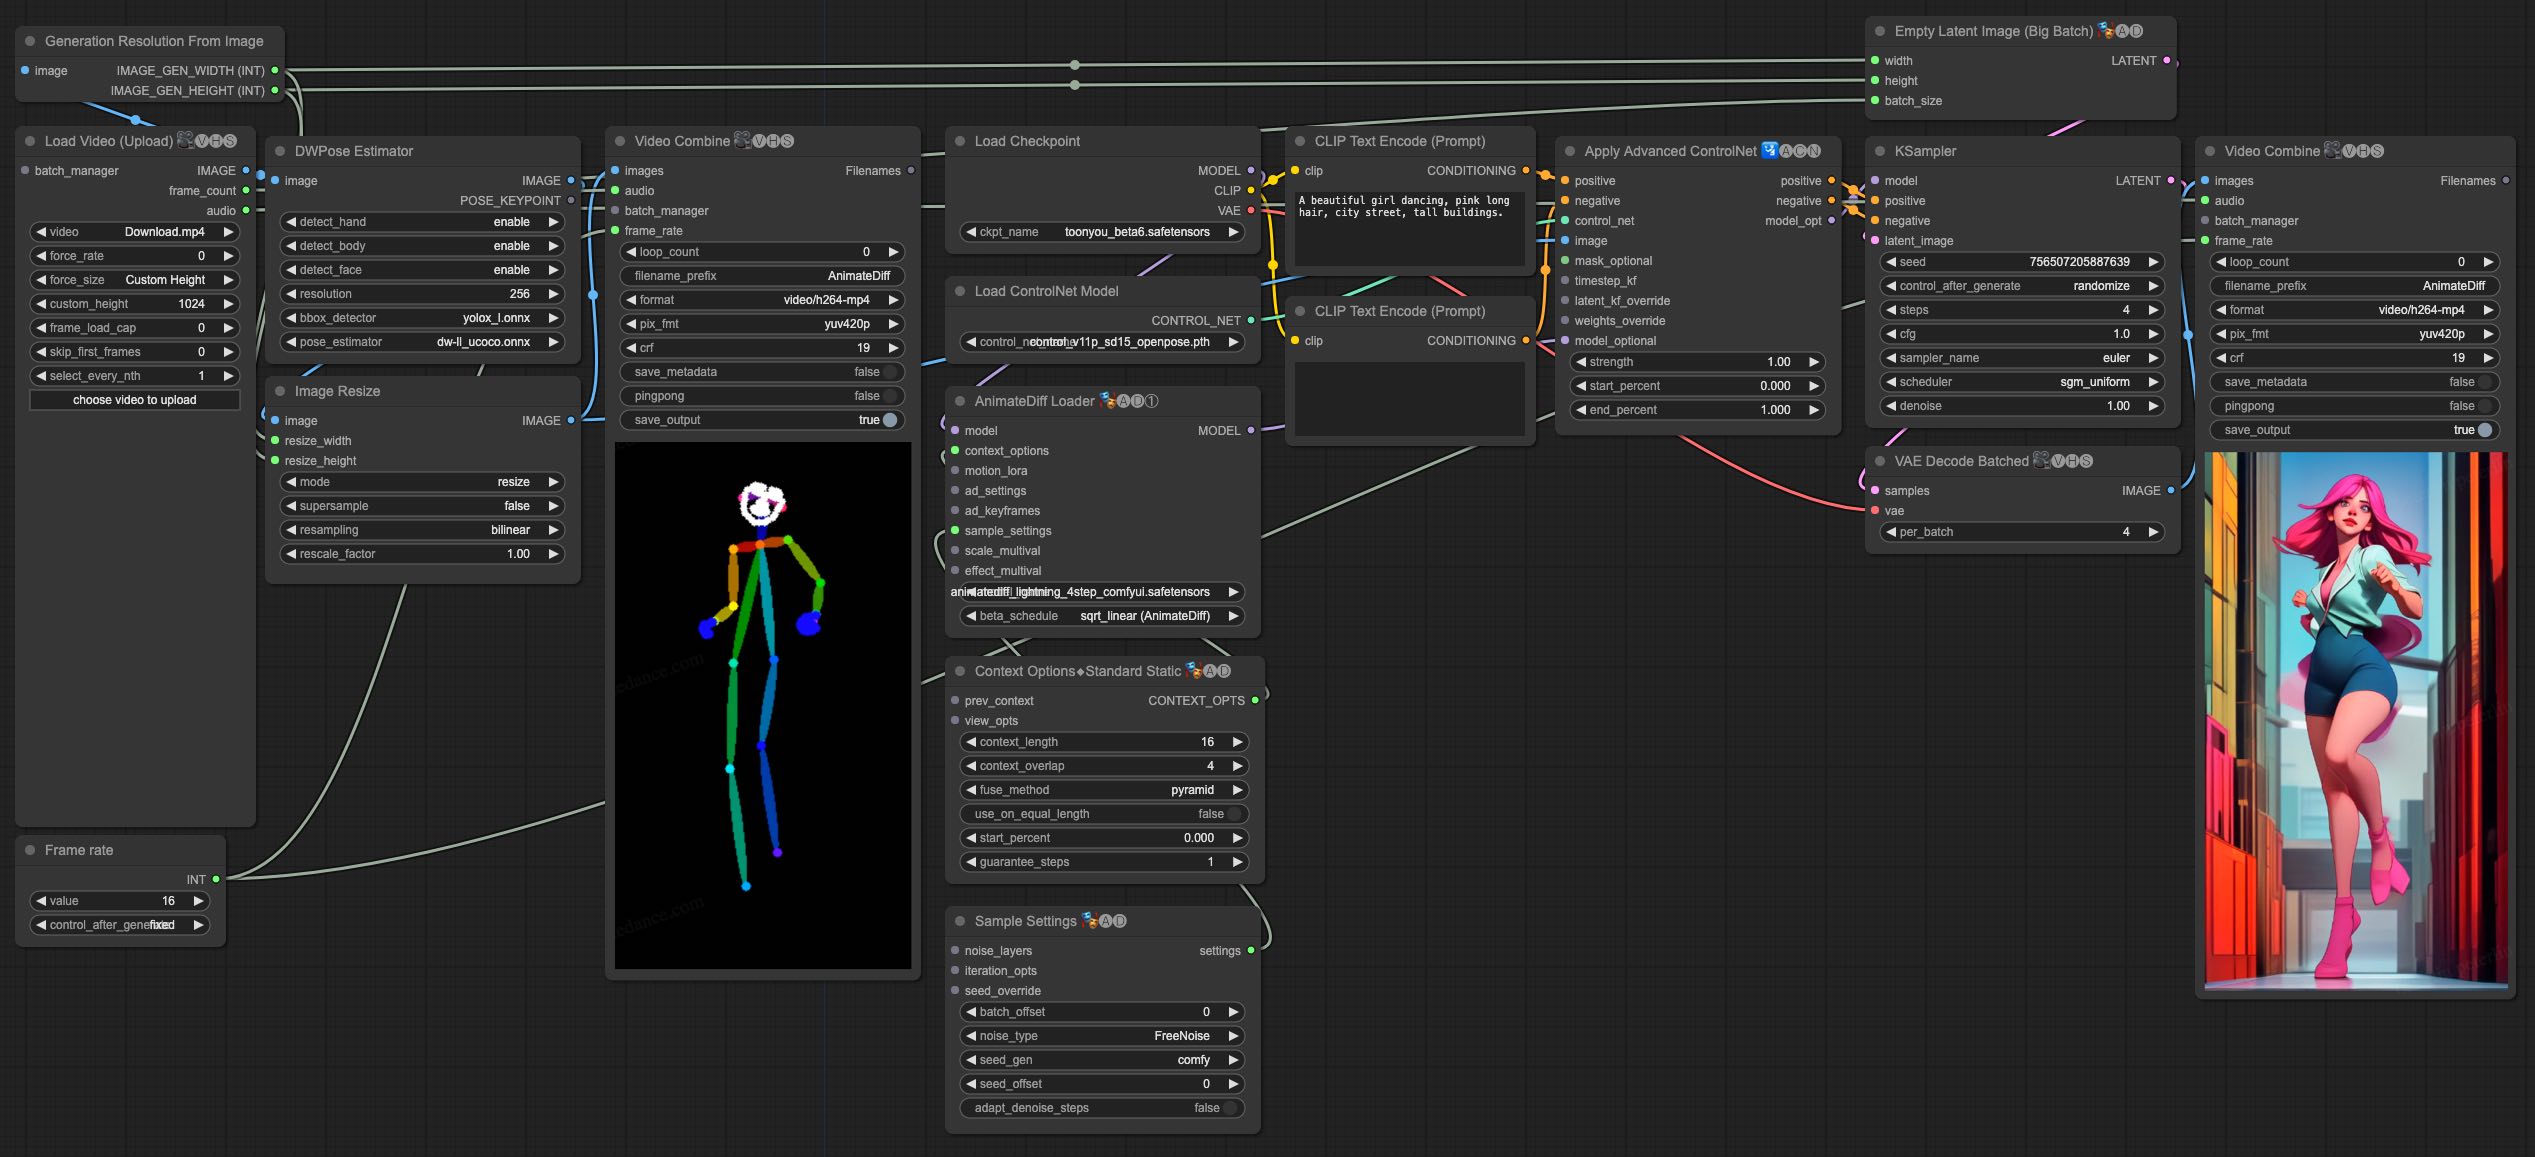 Generation Resolution From Image
image IMAGE_GEN_WIDTH (INT)
IMAGE_GEN_HEIGHT (INT)
Load Video (Upload) 🎥🅥🅗🅢
batch_manager IMAGE
frame_count
audio
video Download.mp4
force_rate 0
force_size Custom Height
custom_height 1024
frame_load_cap 0
skip_first_frames 0
select_every_nth 1
choose video to upload
Frame rate
INT
value 16
control_after_generate fixed
DWPose Estimator
image IMAGE
POSE_KEYPOINT
detect_hand enable
detect_body enable
detect_face enable
resolution 256
bbox_detector yolox_l.onnx
pose_estimator dw-ll_ucoco.onnx
Image Resize
image IMAGE
resize_width
resize_height
mode resize
supersample false
resampling bilinear
rescale_factor 1.00
Video Combine 🎥🅥🅗🅢
images Filenames
audio
batch_manager
frame_rate
loop_count 0
filename_prefix AnimateDiff
format video/h264-mp4
pix_fmt yuv420p
crf 19
save_metadata false
pingpong false
save_output true
edance.com
edance.com
Load Checkpoint
MODEL
CLIP
VAE
ckpt_name toonyou_beta6.safetensors
Load ControlNet Model
CONTROL_NET
control_net_name control_v11p_sd15_openpose.pth
AnimateDiff Loader 🎭🅐🅓①
model MODEL
context_options
motion_lora
ad_settings
ad_keyframes
sample_settings
scale_multival
effect_multival
animatediff_lightning_4step_comfyui.safetensors
beta_schedule sqrt_linear (AnimateDiff)
Context Options◆Standard Static 🎭🅐🅓
prev_context CONTEXT_OPTS
view_opts
context_length 16
context_overlap 4
fuse_method pyramid
use_on_equal_length false
start_percent 0.000
guarantee_steps 1
Sample Settings 🎭🅐🅓
noise_layers settings
iteration_opts
seed_override
batch_offset 0
noise_type FreeNoise
seed_gen comfy
seed_offset 0
adapt_denoise_steps false
CLIP Text Encode (Prompt)
clip CONDITIONING
A beautiful girl dancing, pink long
hair, city street, tall buildings.
CLIP Text Encode (Prompt)
clip CONDITIONING
Apply Advanced ControlNet 🛂🅐🅒🅝
positive positive
negative negative
control_net model_opt
image
mask_optional
timestep_kf
latent_kf_override
weights_override
model_optional
strength 1.00
start_percent 0.000
end_percent 1.000
Empty Latent Image (Big Batch) 🎭🅐🅓
width LATENT
height
batch_size
KSampler
model LATENT
positive
negative
latent_image
seed 756507205887639
control_after_generate randomize
steps 4
cfg 1.0
sampler_name euler
scheduler sgm_uniform
denoise 1.00
VAE Decode Batched 🎥🅥🅗🅢
samples IMAGE
vae
per_batch 4
Video Combine 🎥🅥🅗🅢
images Filenames
audio
batch_manager
frame_rate
loop_count 0
filename_prefix AnimateDiff
format video/h264-mp4
pix_fmt yuv420p
crf 19
save_metadata false
pingpong false
save_output true